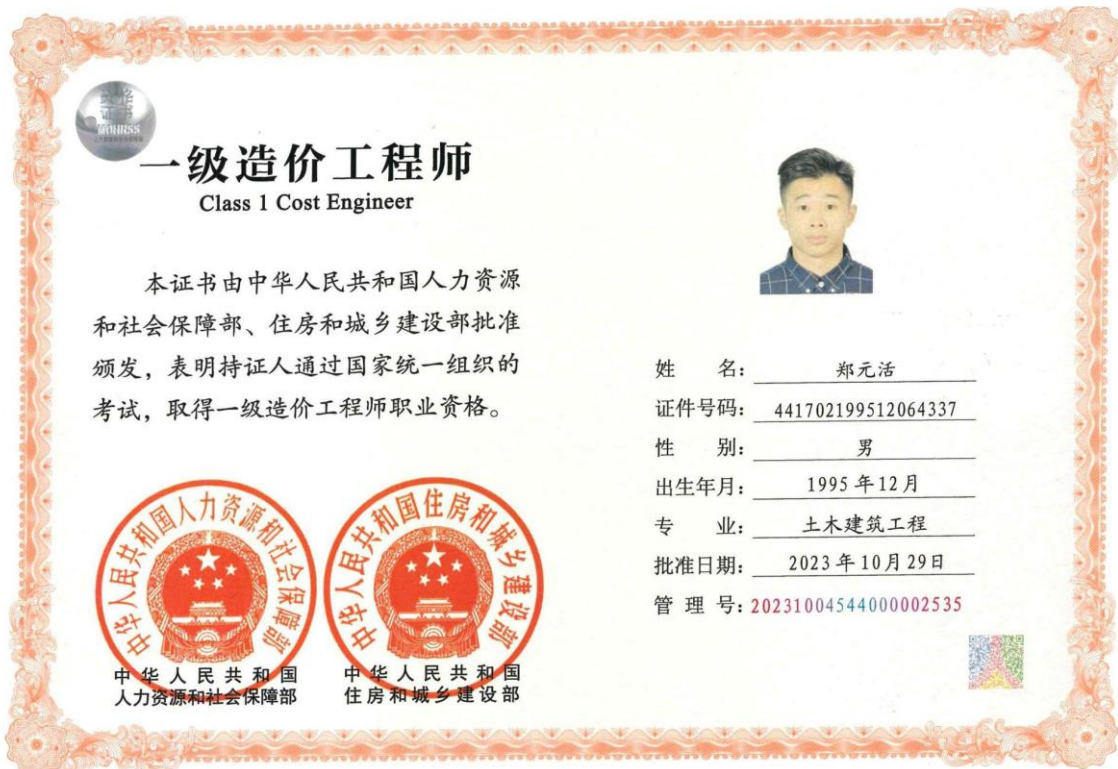 一级造价工程师
Class 1 Cost Engineer
本证书由中华人民共和国人力资源
和社会保障部、住房和城乡建设部批准
颁发，表明持证人通过国家统一组织的
考试，取得一级造价工程师职业资格。
中华人民共和国人力资源和社会保障部
中华人民共和国
人力资源和社会保障部
中华人民共和国住房和城乡建设部
中华人民共和国
住房和城乡建设部
姓 名： 郑元活
证件号码： 441702199512064337
性 别： 男
出生年月： 1995年12月
专 业： 土木建筑工程
批准日期： 2023年10月29日
管 理 号：20231004544000002535